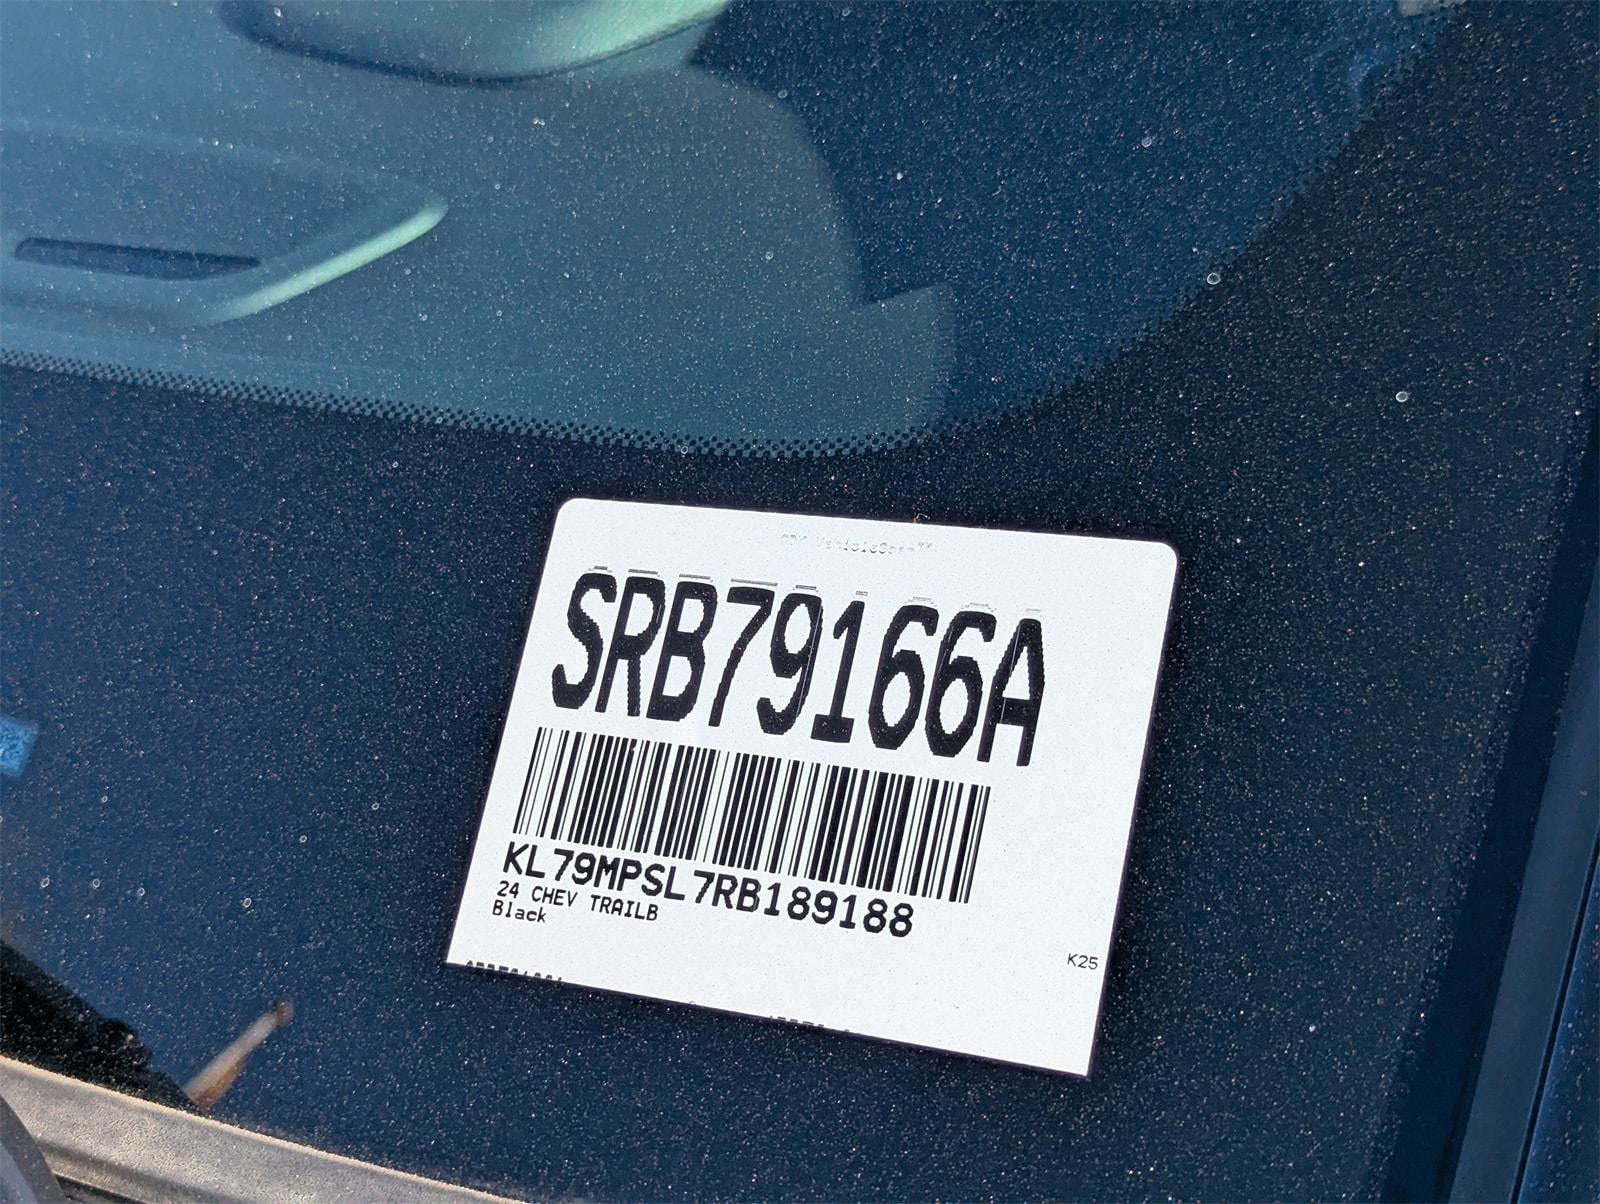 SRB79166A
KL79MPSL7RB189188
24 CHEV TRAILB
Black
K25